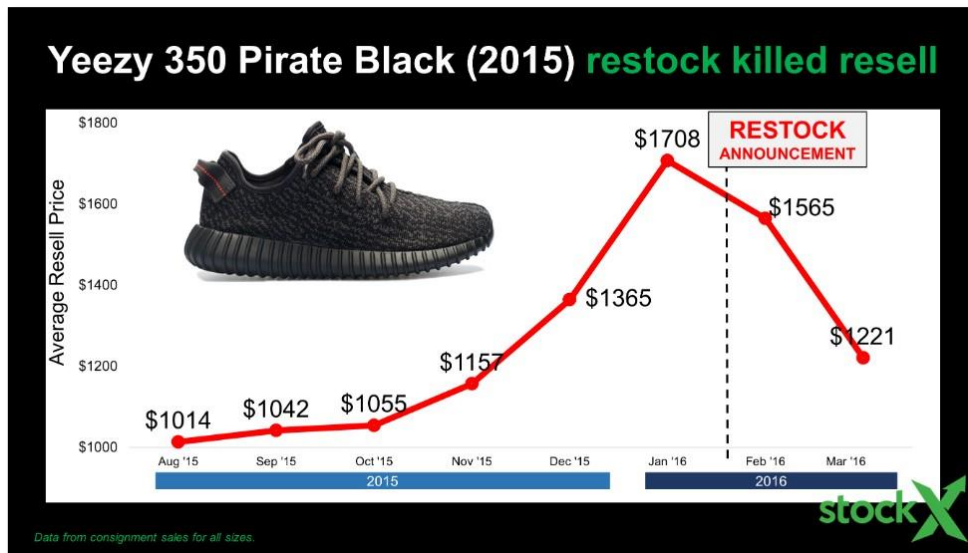 Yeezy 350 Pirate Black (2015) restock killed resell
$1800
$1600
$1400
$1200
$1000
Average Resell Price
$1014
$1042
$1055
$1157
$1365
$1708
$1565
$1221
RESTOCK
ANNOUNCEMENT
Aug '15
Sep '15
Oct '15
Nov '15
Dec '15
Jan '16
Feb '16
Mar '16
2015
2016
Data from consignment sales for all sizes.
stockX